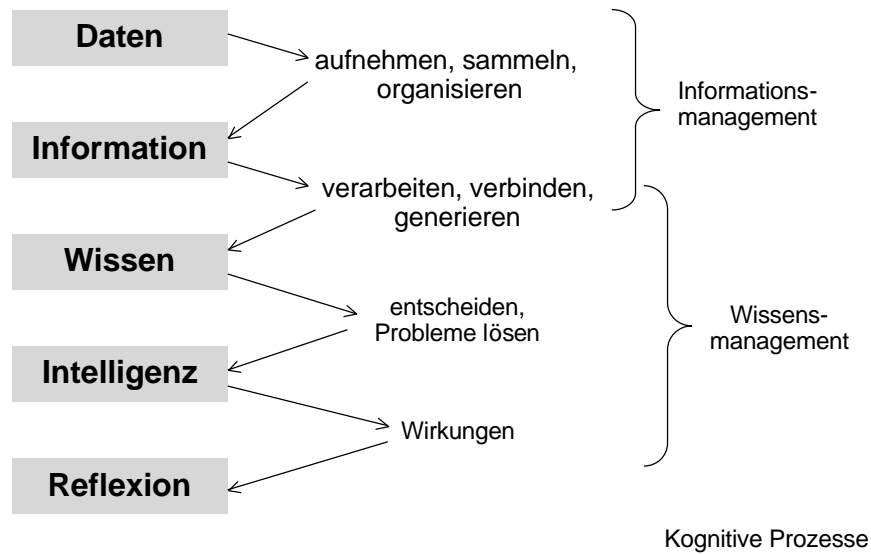 Daten
aufnehmen, sammeln,
organisieren
Informations-
management
Information
verarbeiten, verbinden,
generieren
Wissen
entscheiden,
Probleme lösen
Wissens-
management
Intelligenz
Wirkungen
Reflexion
Kognitive Prozesse